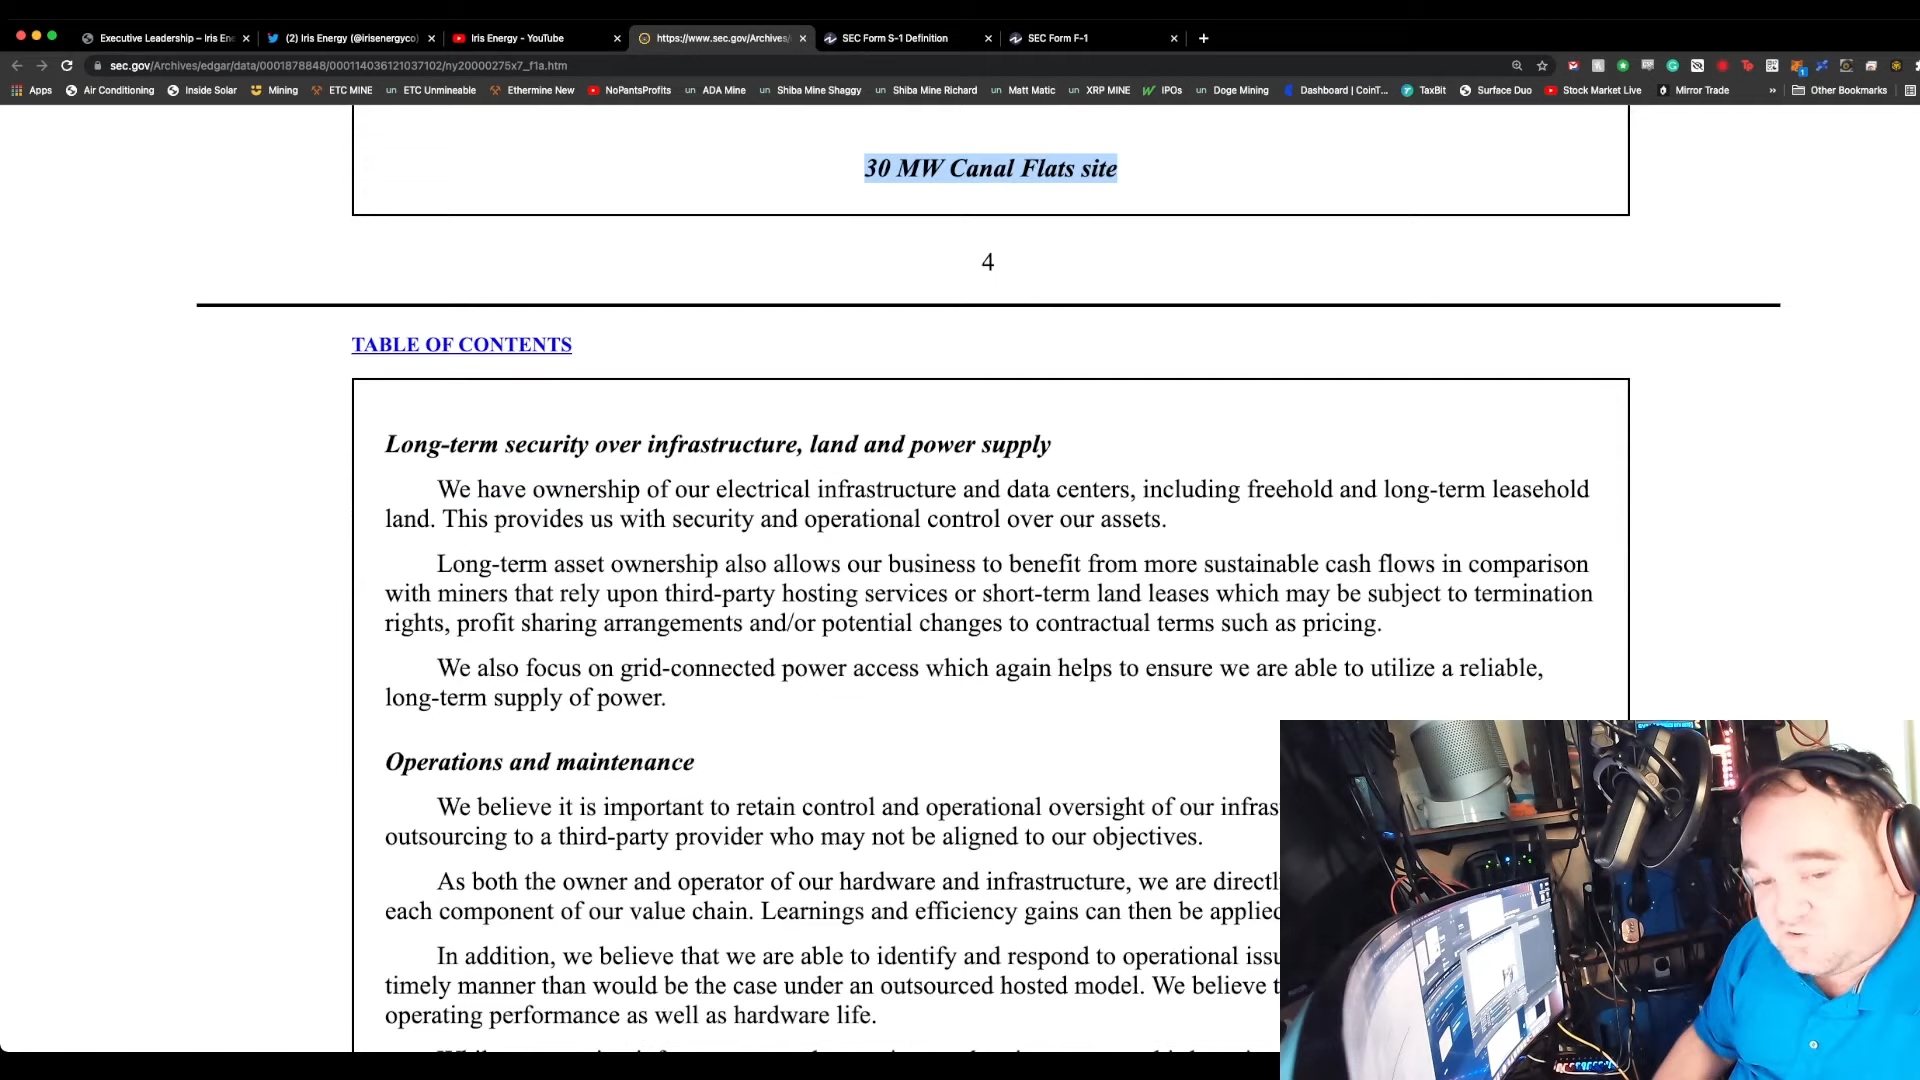 Executive Leadership – Iris En
(2) Iris Energy (@irisenergyco)
Iris Energy - YouTube
https://www.sec.gov/Archives/
SEC Form S-1 Definition
SEC Form F-1
sec.gov/Archives/edgar/data/0001878848/000114036121037102/ny20000275x7_f1a.htm
Apps
Air Conditioning
Inside Solar
Mining
ETC MINE
ETC Unmineable
Ethermine New
NoPantsProfits
ADA Mine
Shiba Mine Shaggy
Shiba Mine Richard
Matt Matic
XRP MINE
IPOs
Doge Mining
Dashboard | CoinT...
TaxBit
Surface Duo
Stock Market Live
Mirror Trade
Other Bookmarks
30 MW Canal Flats site
4
TABLE OF CONTENTS
Long-term security over infrastructure, land and power supply
We have ownership of our electrical infrastructure and data centers, including freehold and long-term leasehold
land. This provides us with security and operational control over our assets.
Long-term asset ownership also allows our business to benefit from more sustainable cash flows in comparison
with miners that rely upon third-party hosting services or short-term land leases which may be subject to termination
rights, profit sharing arrangements and/or potential changes to contractual terms such as pricing.
We also focus on grid-connected power access which again helps to ensure we are able to utilize a reliable,
long-term supply of power.
Operations and maintenance
We believe it is important to retain control and operational oversight of our infras
outsourcing to a third-party provider who may not be aligned to our objectives.
As both the owner and operator of our hardware and infrastructure, we are directl
each component of our value chain. Learnings and efficiency gains can then be applied
In addition, we believe that we are able to identify and respond to operational issu
timely manner than would be the case under an outsourced hosted model. We believe t
operating performance as well as hardware life.